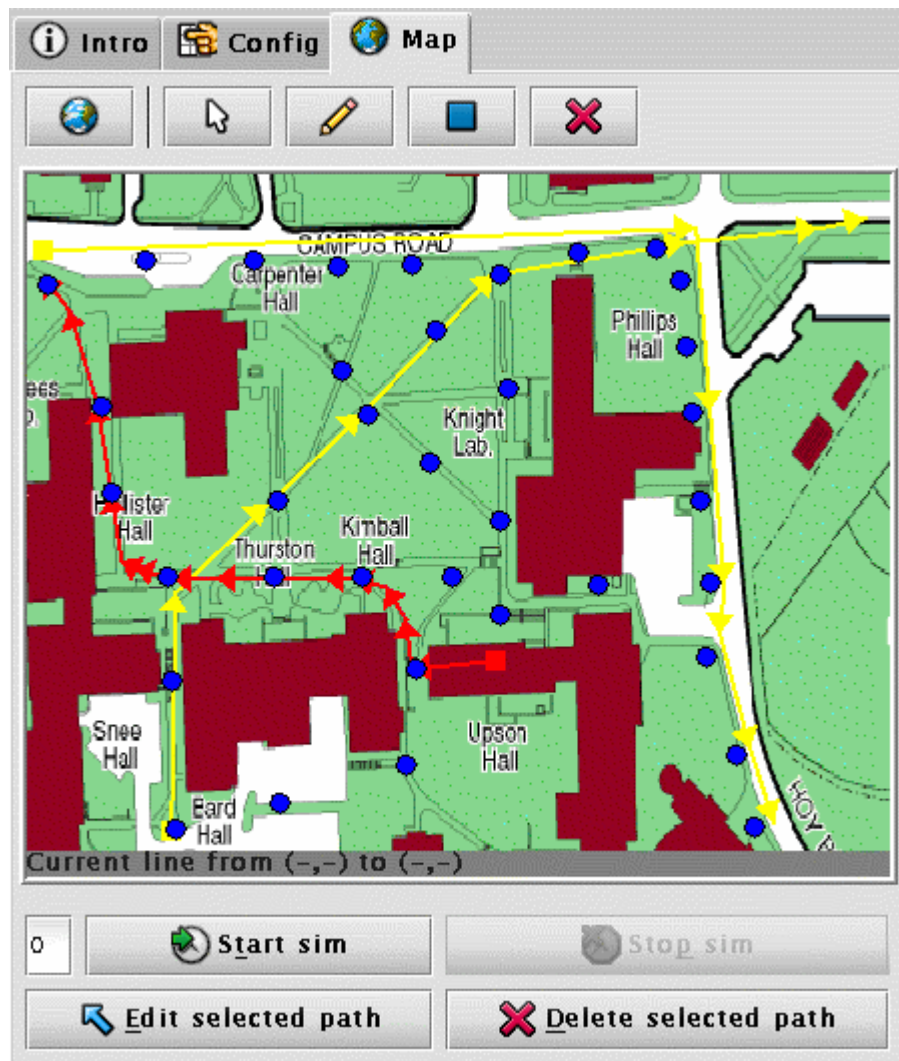 Intro Config Map
CAMPUS ROAD
Carpenter
Hall
Phillips
Hall
Knight
Lab.
Hall
Kimball
Hall
Thurston
Snee
Hall
Upson
Hall
Bard
Hall
HOY
Current line from (-,-) to (-,-)
0 Start sim Stop sim
Edit selected path Delete selected path